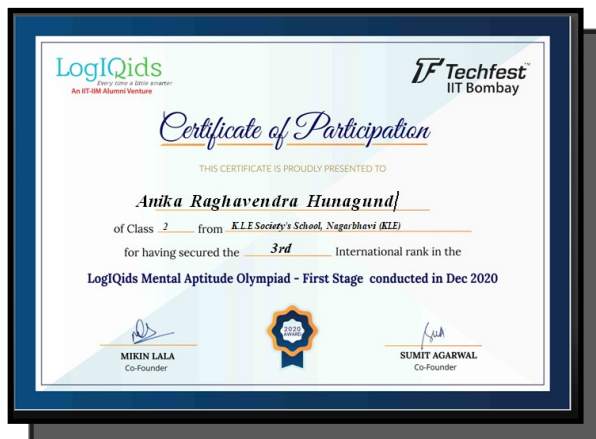 LogIQids
Every time a little smarter
An IIT-IIM Alumni Venture
Techfest™
IIT Bombay
Certificate of Participation
THIS CERTIFICATE IS PROUDLY PRESENTED TO
Anika Raghavendra Hunagund
of Class 2 from K.L.E Society's School, Nagarbhavi (KLE)
for having secured the 3rd International rank in the
LogIQids Mental Aptitude Olympiad - First Stage conducted in Dec 2020
2020
AWARD
MIKIN LALA
Co-Founder
SUMIT AGARWAL
Co-Founder